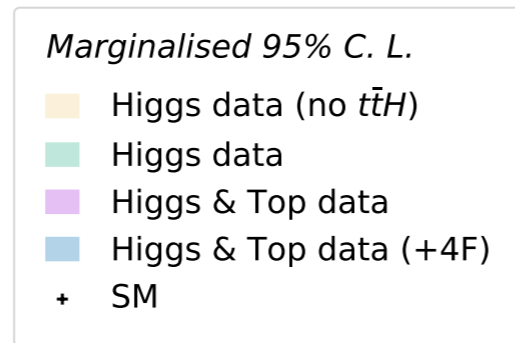 Marginalised 95% C. L.
Higgs data (no tt̄H)
Higgs data
Higgs & Top data
Higgs & Top data (+4F)
SM